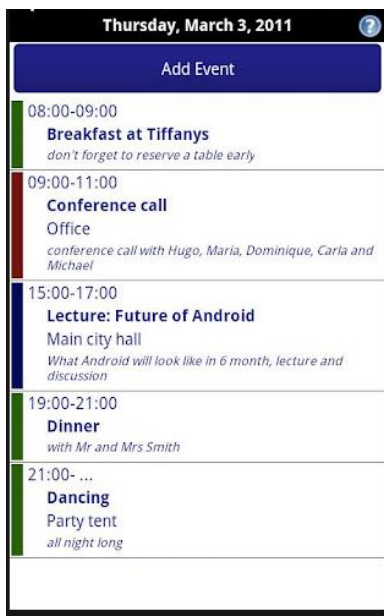 Thursday, March 3, 2011
?
Add Event
08:00-09:00
Breakfast at Tiffanys
don't forget to reserve a table early
09:00-11:00
Conference call
Office
conference call with Hugo, Maria, Dominique, Carla and
Michael
15:00-17:00
Lecture: Future of Android
Main city hall
What Android will look like in 6 month, lecture and
discussion
19:00-21:00
Dinner
with Mr and Mrs Smith
21:00- ...
Dancing
Party tent
all night long